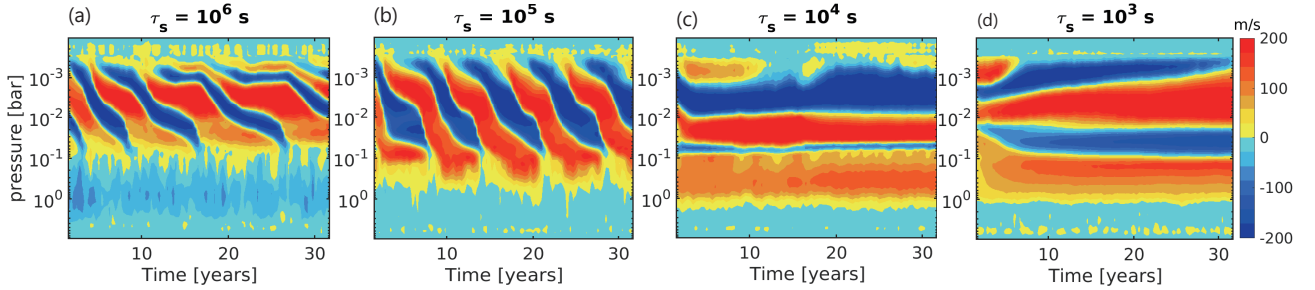 (a) τs = 10^6 s
(b) τs = 10^5 s
(c) τs = 10^4 s
(d) τs = 10^3 s
m/s
pressure [bar]
10^-3
10^-2
10^-1
10^0
10^-3
10^-2
10^-1
10^0
10^-3
10^-2
10^-1
10^0
10^-3
10^-2
10^-1
10^0
200
100
0
-100
-200
10 20 30
10 20 30
10 20 30
10 20 30
Time [years]
Time [years]
Time [years]
Time [years]